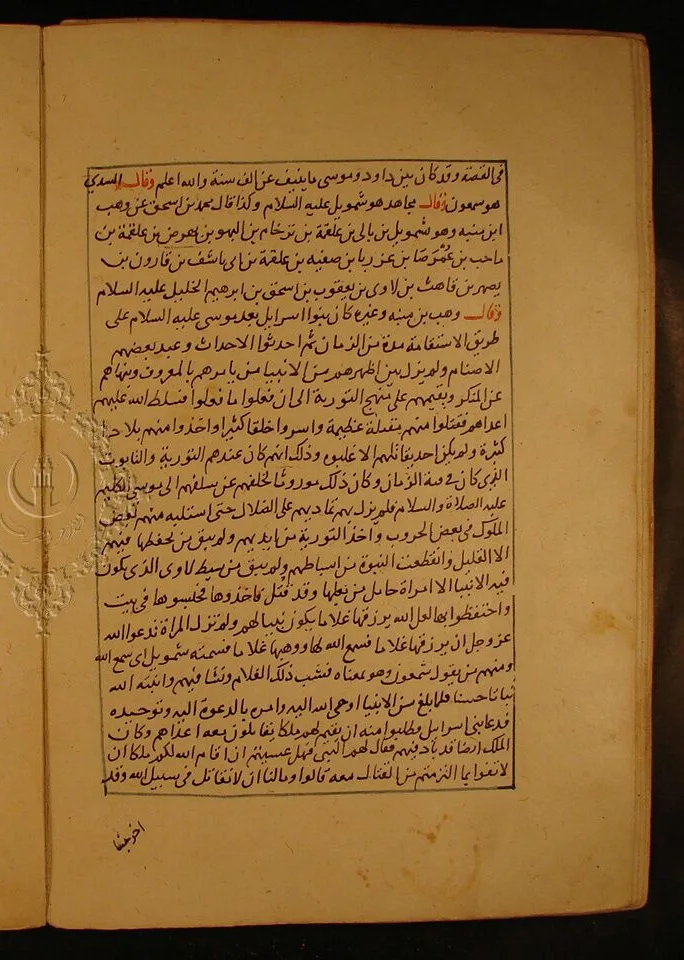 في القصة وقد كان بين داود وموسى ما ينيف عن الف سنة والله اعلم وقال السدي
هو شمعون وقال مجاهد هو شمويل عليه السلام وكذا قال محمد بن اسحق عن وهب
ابن منبه وهو شمويل بن بالى بن علقمة بن ترخام بن اليهو بن بهرض بن علقمة بن
ماحب بن عمرصا بن عزريا بن صفنيه بن علقمة بن ابى ياشف بن قارون بن
يصهر بن قاهث بن لاوى بن يعقوب بن اسحق بن ابرهيم الخليل عليه السلام
وقال وهب بن منبه وغيره كان بنوا اسرايل بعد موسى عليه السلام على
طريق الاستقامة مدة من الزمان ثم احدثوا الاحداث وعبد بعضهم
الاصنام ولم يزل بين اظهرهم من الانبيا من يامرهم بالمعروف وينهاهم
عن المنكر ويقيمهم على منهج التورية الى ان فعلوا ما فعلوا فسلط الله عليهم
اعداهم فقتلوا منهم مقتلة عظيمة واسروا خلقا كثيرا واخذوا منهم بلادا
كثيرة ولم يكن احد يقاتلهم الا غلبوه وذلك انهم كان عندهم التورية والتابوت
الذى كان في قديم الزمان وكان ذلك موروثا لخلفهم عن سلفهم الى موسى الكليم
عليه الصلاة والسلام فلم يزل بهم تماديهم على الضلال حتى استلبه منهم بعض
الملوك في بعض الحروب واخذ التورية من ايديهم ولم يبق من يحفظها فيهم
الا القليل وانقطعت النبوة من اسباطهم ولم يبق من سبط لاوى الذى يكون
فيه الانبيا الا امراة حامل من بعلها وقد قتل فاخذوها فحبسوها في بيت
واحتفظوا بها لعل الله يرزقها غلاما يكون نبيا لهم ولم تزل المراة تدعوا الله
عز وجل ان يرزقها غلاما فسمع الله لها ووهبها غلاما فسمته شمويل اى سمع الله
ومنهم من يقول شمعون وهو بمعناه فشب ذلك الغلام ونشا فيهم وانبته الله
نباتا حسنا فلما بلغ سن الانبيا اوحى الله اليه وامره بالدعوة اليه وتوحيده
فدعا بنى اسرايل فطلبوا منه ان يقيم لهم ملكا يقاتلون معه اعداهم وكان
الملك ايضا قد باد فيهم فقال لهم النبي فهل عسيتم ان اقام الله لكم ملكا ان
لا تفوا بما التزمتم من القتال معه قالوا وما لنا ان لا نقاتل في سبيل الله وقد
اخرجنا